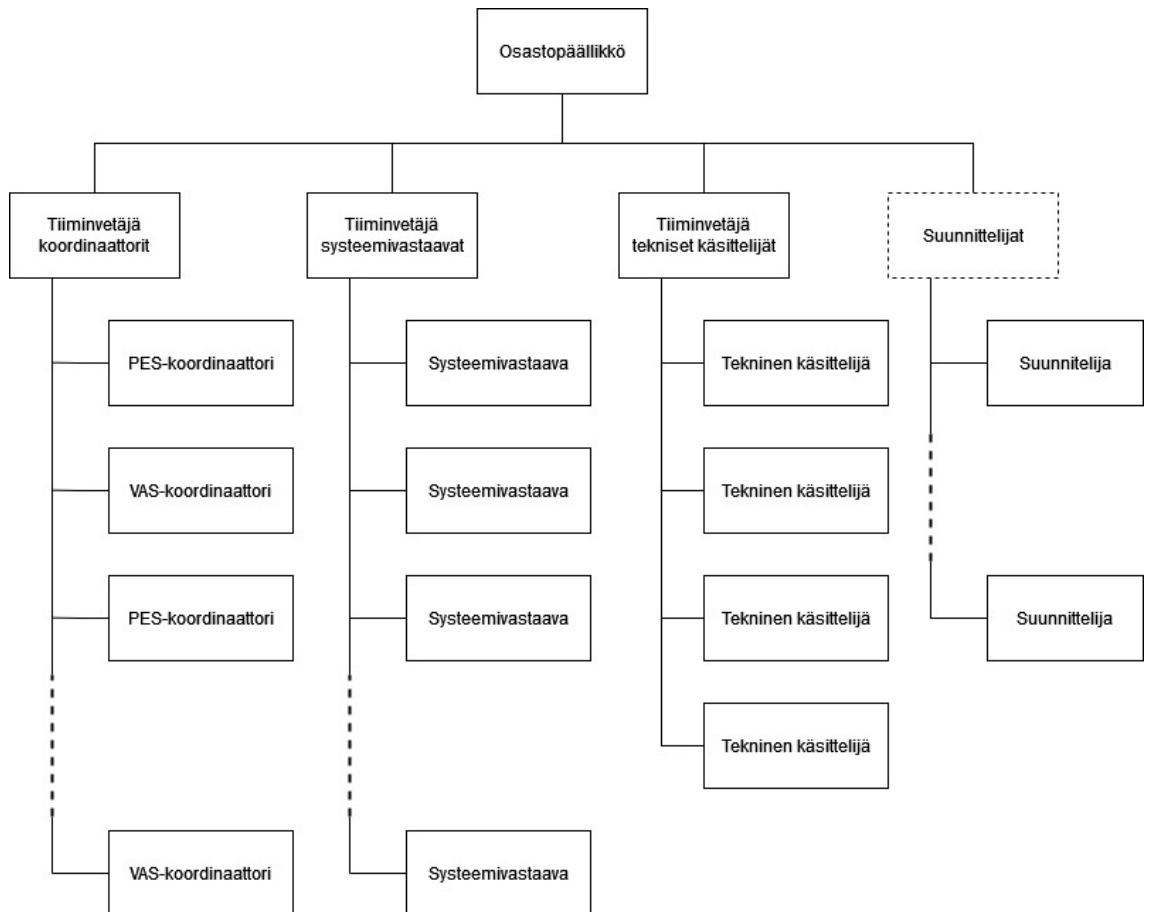 Osastopäällikkö
Tiiminvetäjä
koordinaattorit
Tiiminvetäjä
systeemivastaavat
Tiiminvetäjä
tekniset käsittelijät
Suunnittelijat
PES-koordinaattori
Systeemivastaava
Tekninen käsittelijä
Suunnitelija
VAS-koordinaattori
Systeemivastaava
Tekninen käsittelijä
PES-koordinaattori
Systeemivastaava
Tekninen käsittelijä
Suunnittelija
Tekninen käsittelijä
VAS-koordinaattori
Systeemivastaava